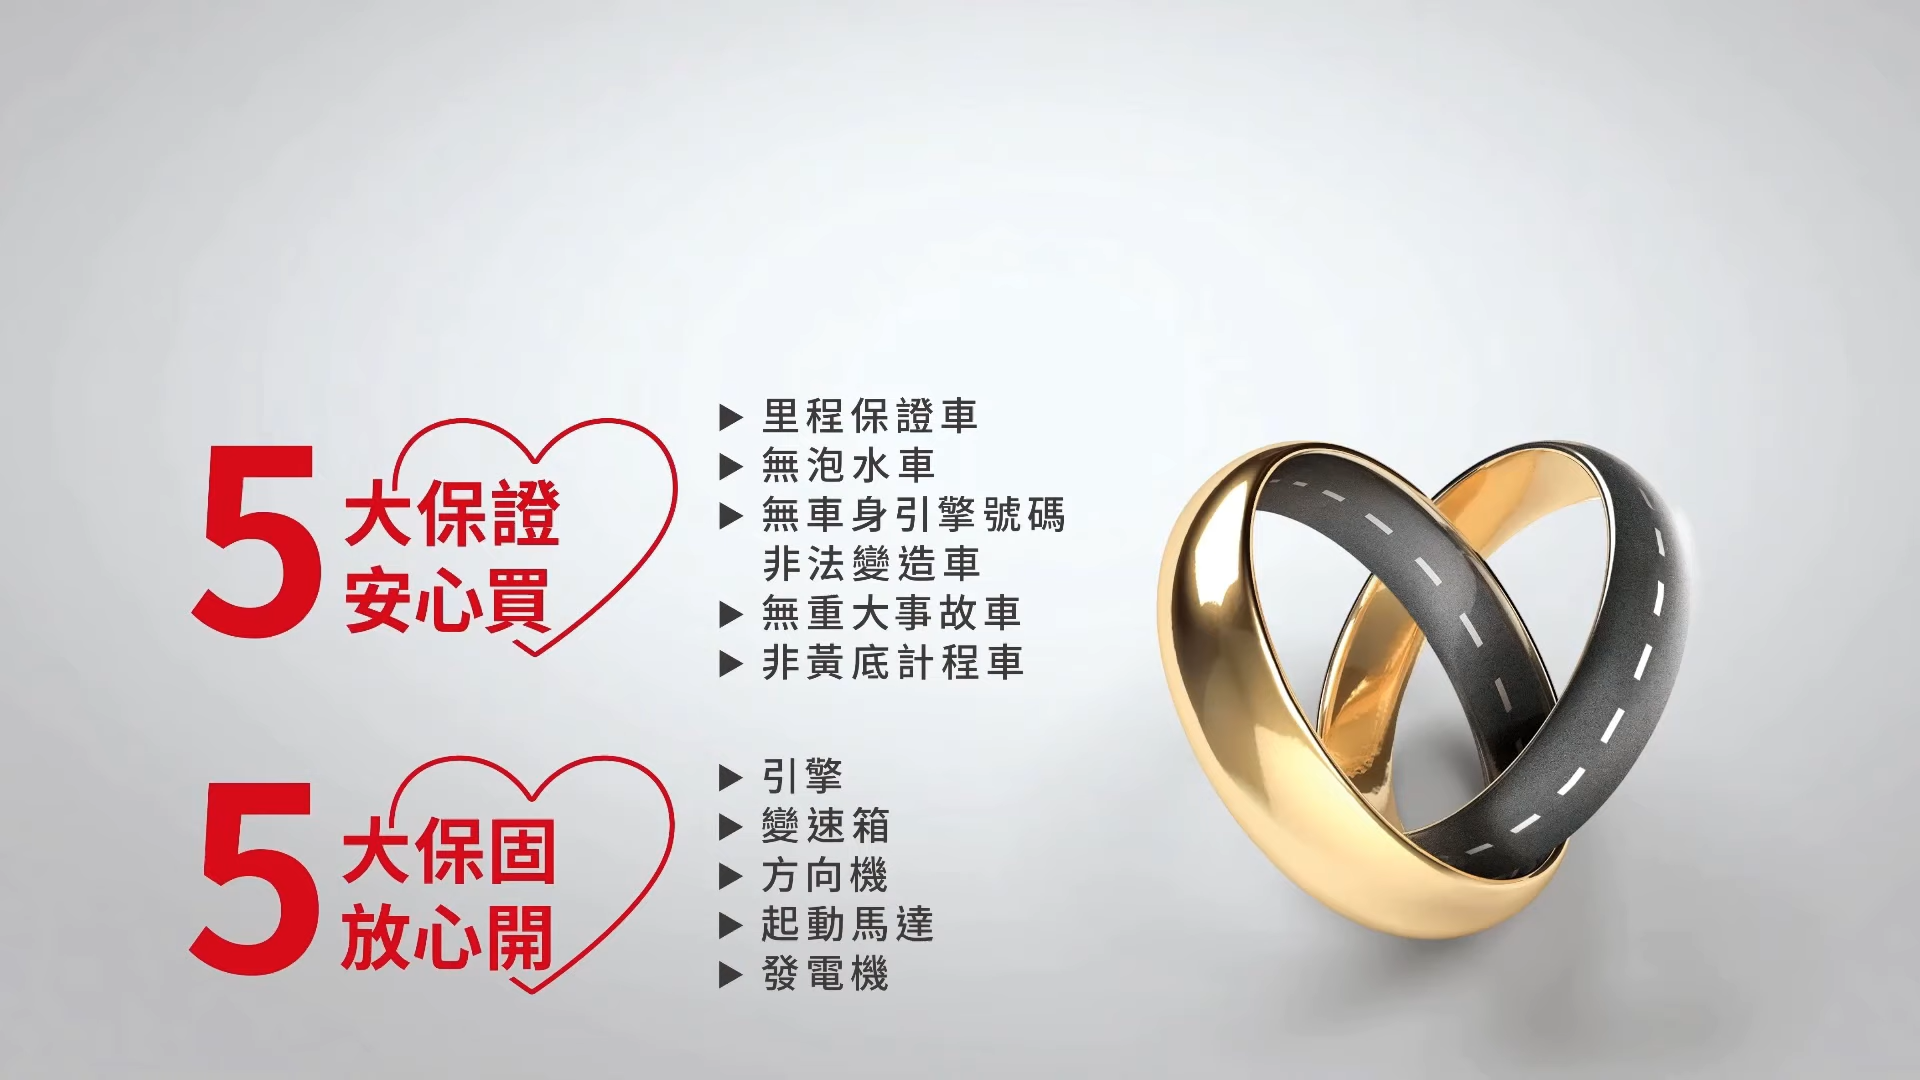 5大保證
安心買
▶ 里程保證車
▶ 無泡水車
▶ 無車身引擎號碼
非法變造車
▶ 無重大事故車
▶ 非黃底計程車
5大保固
放心開
▶ 引擎
▶ 變速箱
▶ 方向機
▶ 起動馬達
▶ 發電機